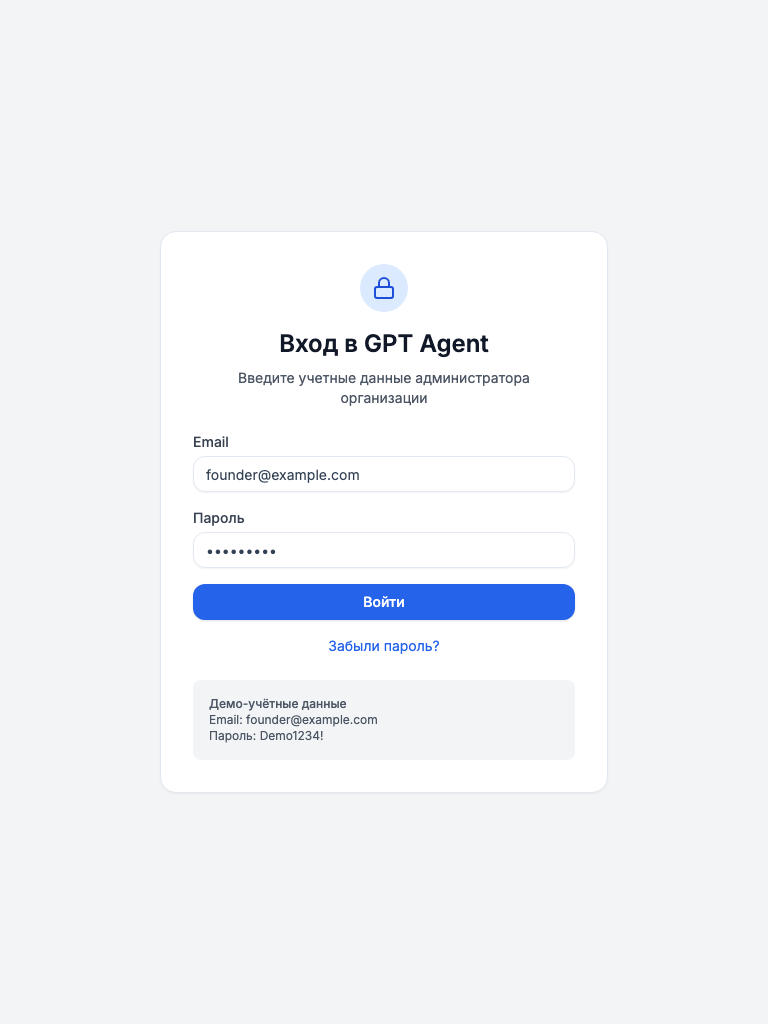 Вход в GPT Agent
Введите учетные данные администратора
организации
Email
founder@example.com
Пароль
•••••••••
Войти
Забыли пароль?
Демо-учётные данные
Email: founder@example.com
Пароль: Demo1234!